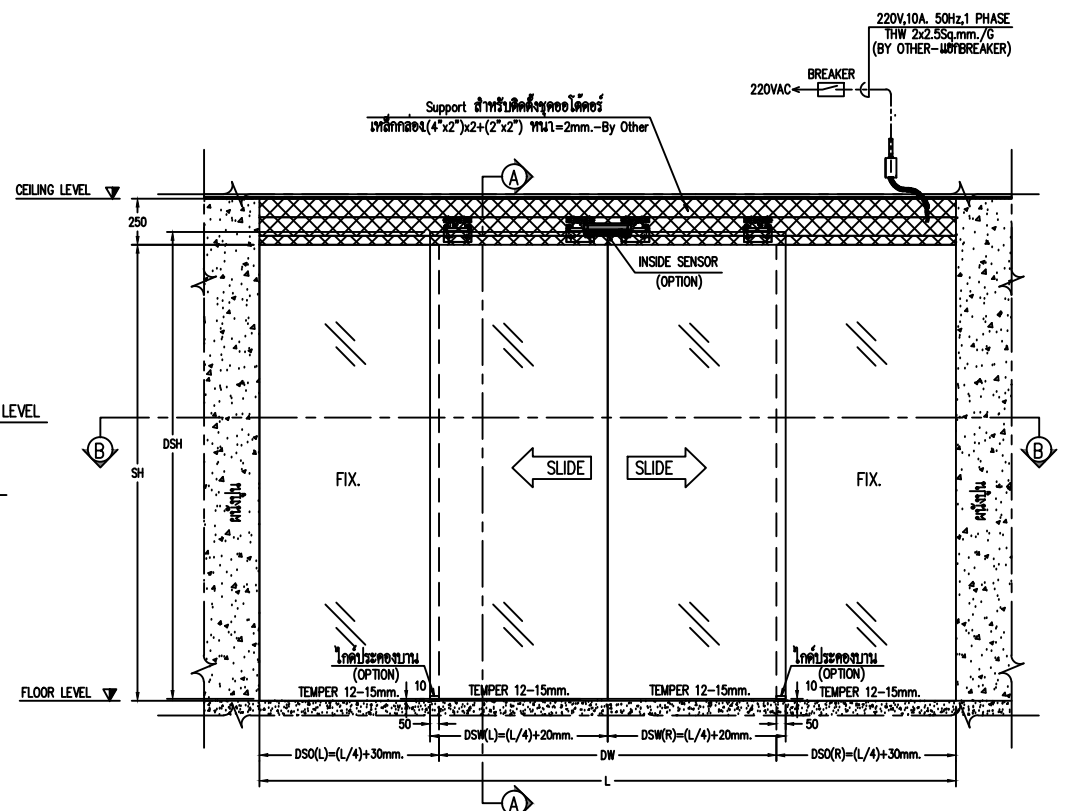 220V,10A. 50Hz,1 PHASE
THW 2x2.5Sq.mm./G
(BY OTHER-แยกBREAKER)
BREAKER
220VAC
Support สำหรับติดตั้งชุดออโต้ดอร์
เหล็กกล่อง(4"x2")x2+(2"x2") หนา=2mm.-By Other
A
CEILING LEVEL
250
INSIDE SENSOR
(OPTION)
LEVEL
B
B
DSH
SH
SLIDE
SLIDE
FIX.
FIX.
ผนังปูน
ผนังปูน
ไกด์ประคองบาน
(OPTION)
ไกด์ประคองบาน
(OPTION)
FLOOR LEVEL
TEMPER 12-15mm.
10
TEMPER 12-15mm.
TEMPER 12-15mm.
10
TEMPER 12-15mm.
50
50
DSW(L)=(L/4)+20mm.
DSW(R)=(L/4)+20mm.
DSO(L)=(L/4)+30mm.
DW
DSO(R)=(L/4)+30mm.
L
A